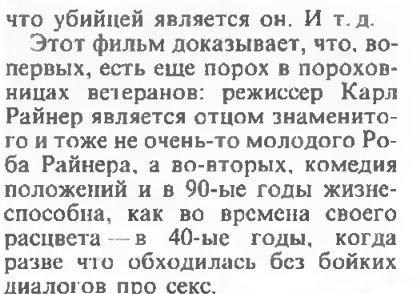 что убийцей является он. И т. д.
Этот фильм доказывает, что, во-
первых, есть еще порох в порохов-
ницах ветеранов: режиссер Карл
Райнер является отцом знаменито-
го и тоже не очень-то молодого Ро-
ба Райнера, а во-вторых, комедия
положений и в 90-ые годы жизне-
способна, как во времена своего
расцвета — в 40-ые годы, когда
разве что обходилась без бойких
диалогов про секс.